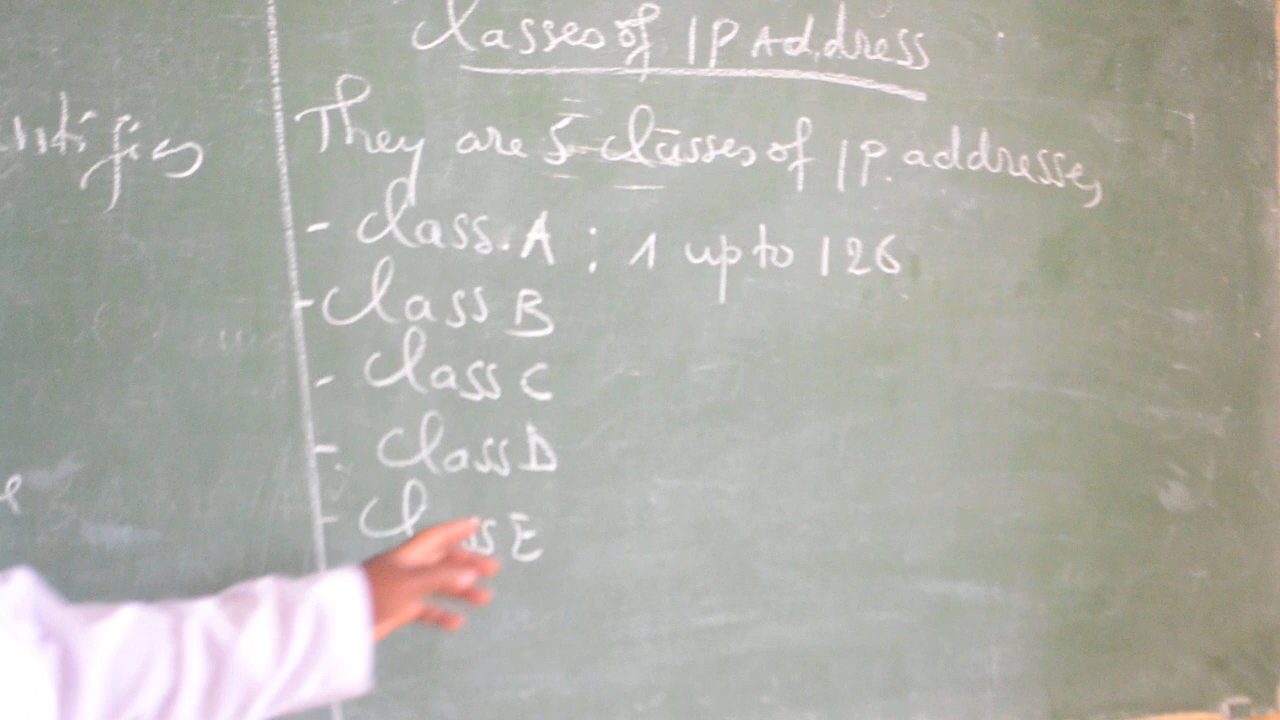 Classes of IP Address
They are 5 classes of IP. addresses
- Class.A : 1 up to 126
- Class B
- Class C
- Class D
- Class E